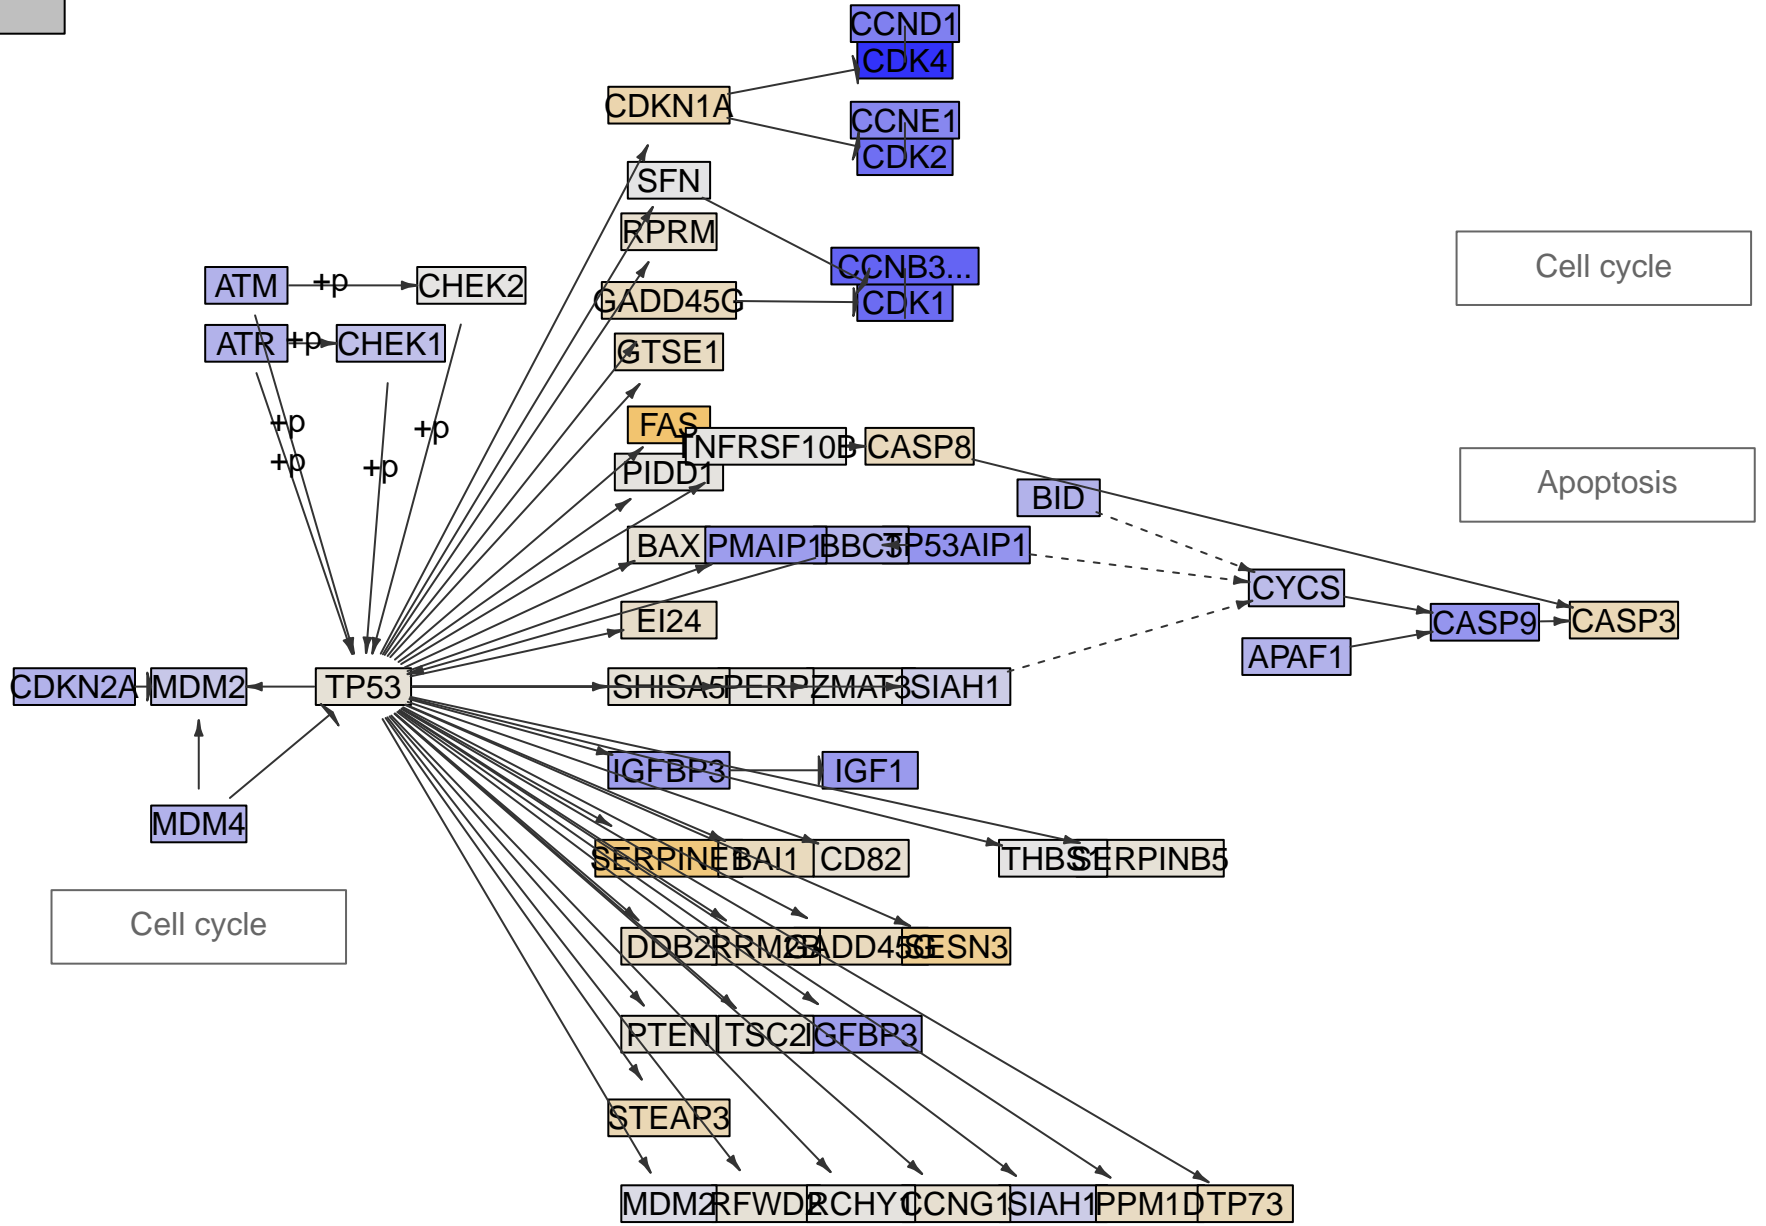 CCND1
CDK4
CDKN1A
CCNE1
CDK2
SFN
RPRM
Cell cycle
CCNB3...
ATM
+p
CHEK2
GADD45G
CDK1
ATR
+p
CHEK1
GTSE1
FAS
+p
+p
TNFRSF10B
CASP8
+p
+p
PIDD1
Apoptosis
BID
BAX
PMAIP1
BBC3
TP53AIP1
CYCS
EI24
CASP9
CASP3
APAF1
CDKN2A
MDM2
TP53
SHISA5
PERP
ZMAT3
SIAH1
IGFBP3
IGF1
MDM4
SERPINE1
BAI1
CD82
THBS1
SERPINB5
Cell cycle
DDB2
RRM2B
GADD45G
SESN3
PTEN
TSC2
IGFBP3
STEAP3
MDM2
RFWD2
RCHY1
CCNG1
SIAH1
PPM1D
TP73